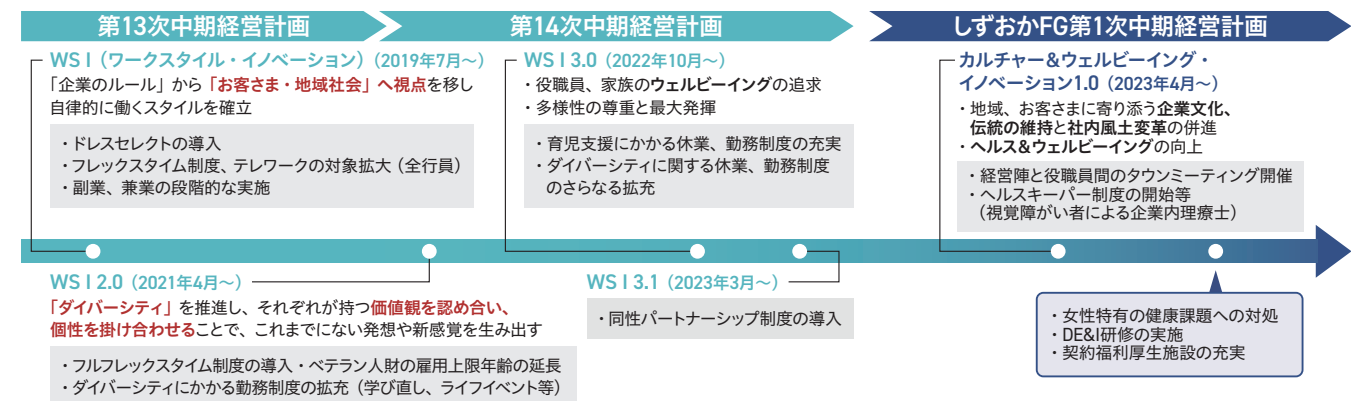 第13次中期経営計画
第14次中期経営計画
しずおかFG第1次中期経営計画
WSI（ワークスタイル・イノベーション）（2019年7月～）
「企業のルール」から「お客さま・地域社会」へ視点を移し
自律的に働くスタイルを確立
・ドレスセレクトの導入
・フレックスタイム制度、テレワークの対象拡大（全行員）
・副業、兼業の段階的な実施
WSI 3.0（2022年10月～）
・役職員、家族のウェルビーイングの追求
・多様性の尊重と最大発揮
・育児支援にかかる休業、勤務制度の充実
・ダイバーシティに関する休業、勤務制度
のさらなる拡充
カルチャー＆ウェルビーイング・
イノベーション1.0（2023年4月～）
・地域、お客さまに寄り添う企業文化、
伝統の維持と社内風土変革の併進
・ヘルス&ウェルビーイングの向上
・経営陣と役職員間のタウンミーティング開催
・ヘルスキーパー制度の開始等
（視覚障がい者による企業内理療士）
WSI 2.0（2021年4月～）
「ダイバーシティ」を推進し、それぞれが持つ価値観を認め合い、
個性を掛け合わせることで、これまでにない発想や新感覚を生み出す
・フルフレックスタイム制度の導入・ベテラン人財の雇用上限年齢の延長
・ダイバーシティにかかる勤務制度の拡充（学び直し、ライフイベント等）
WSI 3.1（2023年3月～）
・同性パートナーシップ制度の導入
・女性特有の健康課題への対処
・DE&I研修の実施
・契約福利厚生施設の充実